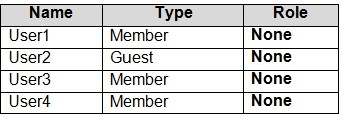 Name Type Role
User1 Member None
User2 Guest None
User3 Member None
User4 Member None